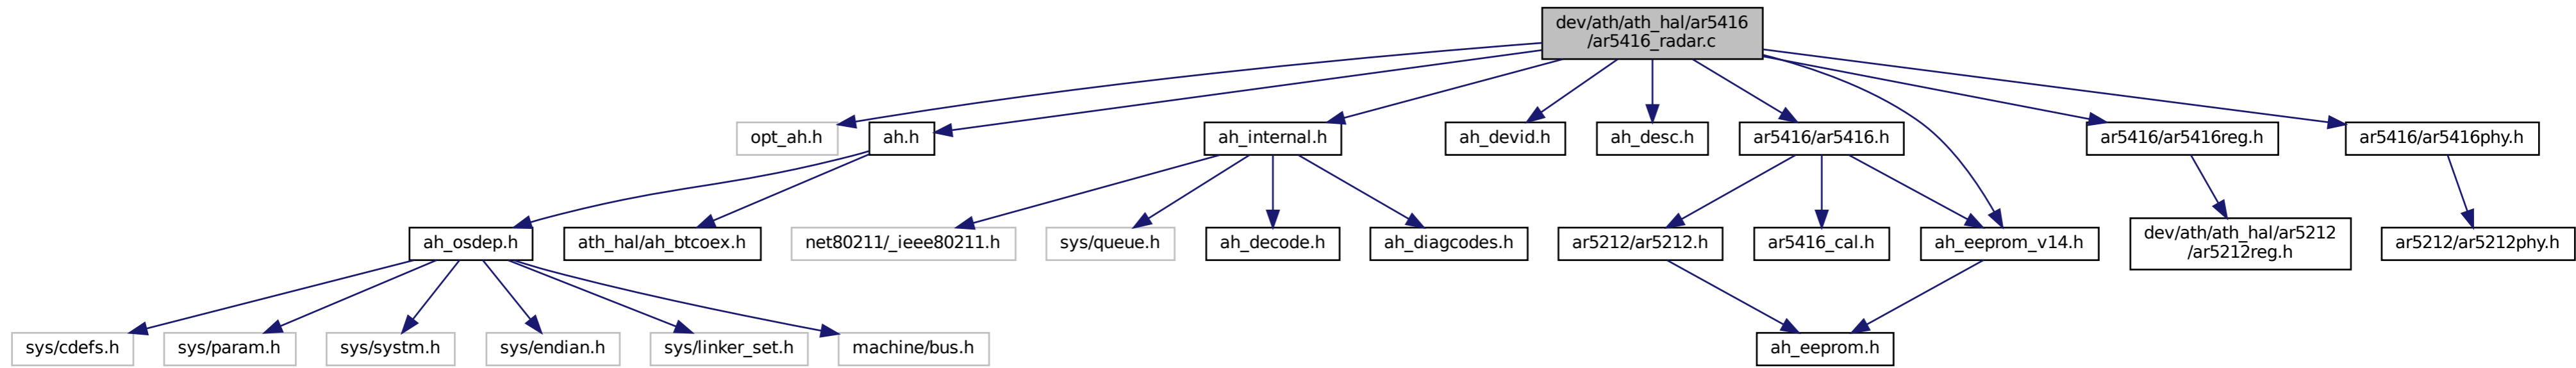 dev/ath/ath_hal/ar5416
/ar5416_radar.c
opt_ah.h
ah.h
ah_internal.h
ah_devid.h
ah_desc.h
ar5416/ar5416.h
ar5416/ar5416reg.h
ar5416/ar5416phy.h
ah_osdep.h
ath_hal/ah_btcoex.h
net80211/_ieee80211.h
sys/queue.h
ah_decode.h
ah_diagcodes.h
ar5212/ar5212.h
ar5416_cal.h
ah_eeprom_v14.h
dev/ath/ath_hal/ar5212
/ar5212reg.h
ar5212/ar5212phy.h
sys/cdefs.h
sys/param.h
sys/systm.h
sys/endian.h
sys/linker_set.h
machine/bus.h
ah_eeprom.h